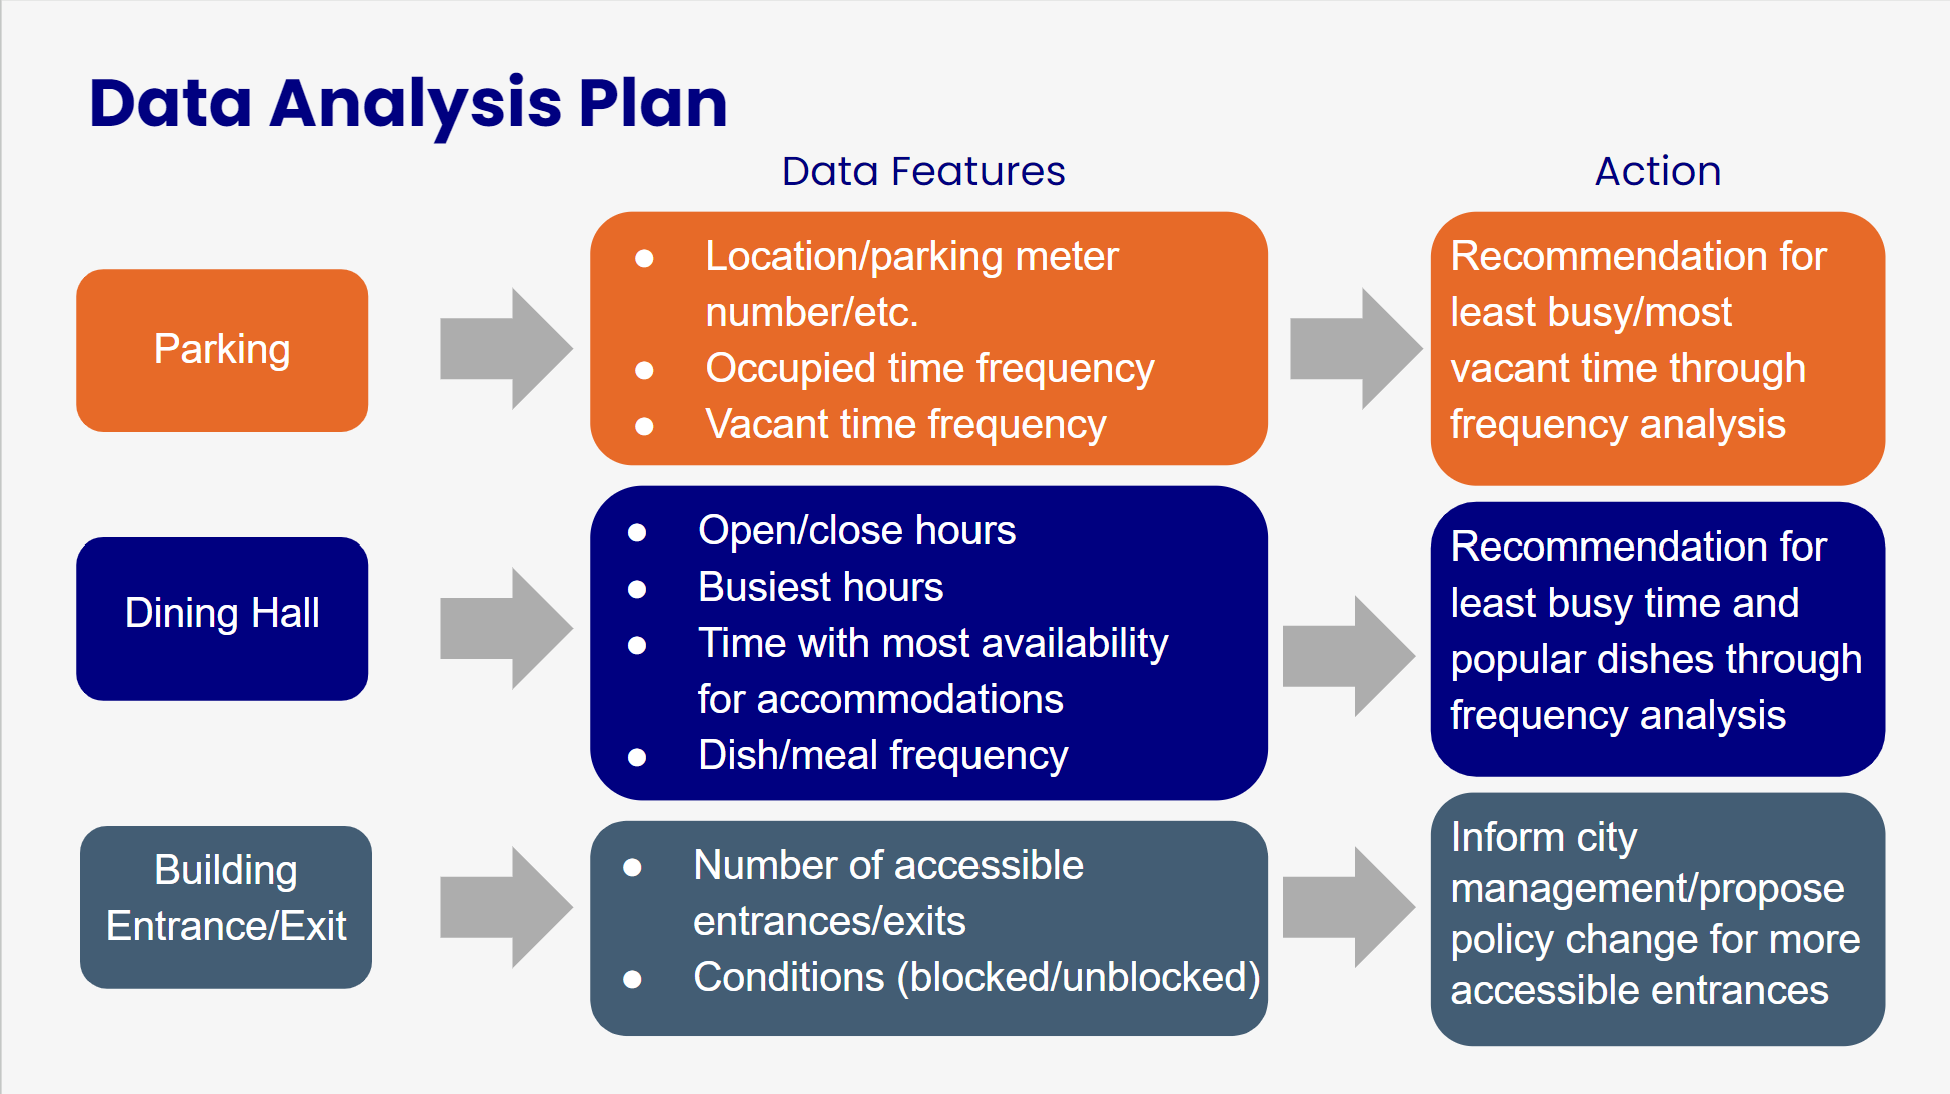 Data Analysis Plan
Data Features
Action
Parking
● Location/parking meter
number/etc.
● Occupied time frequency
● Vacant time frequency
Recommendation for
least busy/most
vacant time through
frequency analysis
Dining Hall
● Open/close hours
● Busiest hours
● Time with most availability
for accommodations
● Dish/meal frequency
Recommendation for
least busy time and
popular dishes through
frequency analysis
Building
Entrance/Exit
● Number of accessible
entrances/exits
● Conditions (blocked/unblocked)
Inform city
management/propose
policy change for more
accessible entrances